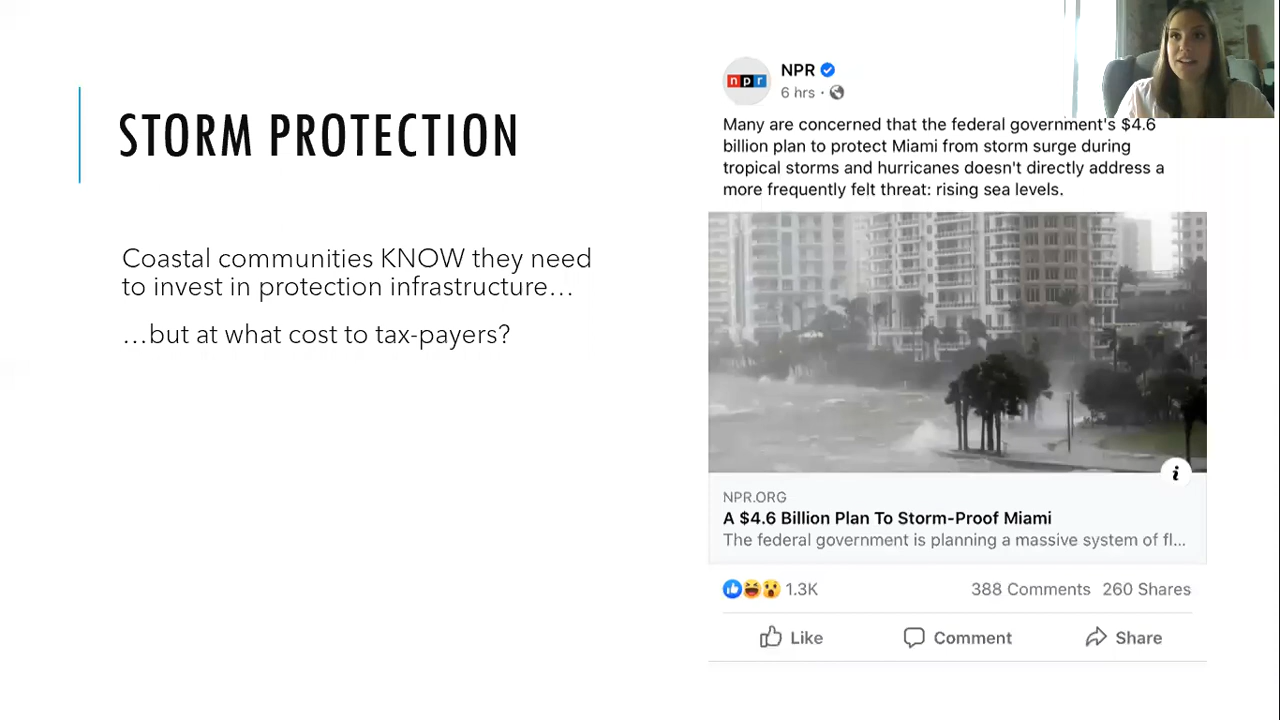 STORM PROTECTION
Coastal communities KNOW they need
to invest in protection infrastructure...
...but at what cost to tax-payers?
npr
NPR
6 hrs ·
Many are concerned that the federal government's $4.6
billion plan to protect Miami from storm surge during
tropical storms and hurricanes doesn't directly address a
more frequently felt threat: rising sea levels.
i
NPR.ORG
A $4.6 Billion Plan To Storm-Proof Miami
The federal government is planning a massive system of fl...
1.3K
388 Comments 260 Shares
Like Comment Share